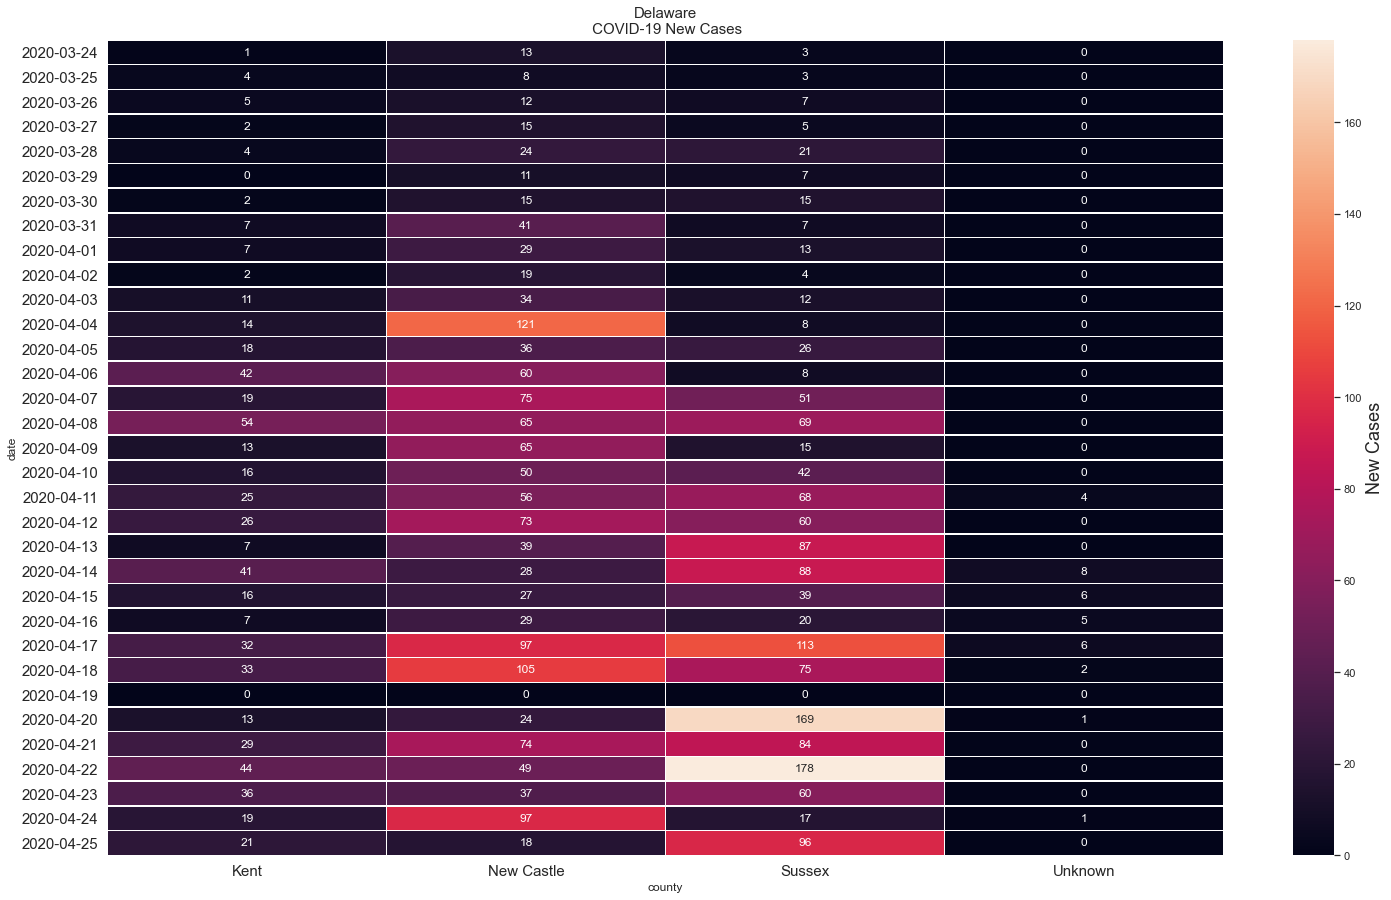 Delaware
COVID-19 New Cases
2020-03-24 1 13 3 0
2020-03-25 4 8 3 0
2020-03-26 5 12 7 0
2020-03-27 2 15 5 0
2020-03-28 4 24 21 0
2020-03-29 0 11 7 0
2020-03-30 2 15 15 0
2020-03-31 7 41 7 0
2020-04-01 7 29 13 0
2020-04-02 2 19 4 0
2020-04-03 11 34 12 0
2020-04-04 14 121 8 0
2020-04-05 18 36 26 0
2020-04-06 42 60 8 0
2020-04-07 19 75 51 0
2020-04-08 54 65 69 0
2020-04-09 13 65 15 0
2020-04-10 16 50 42 0
2020-04-11 25 56 68 4
2020-04-12 26 73 60 0
2020-04-13 7 39 87 0
2020-04-14 41 28 88 8
2020-04-15 16 27 39 6
2020-04-16 7 29 20 5
2020-04-17 32 97 113 6
2020-04-18 33 105 75 2
2020-04-19 0 0 0 0
2020-04-20 13 24 169 1
2020-04-21 29 74 84 0
2020-04-22 44 49 178 0
2020-04-23 36 37 60 0
2020-04-24 19 97 17 1
2020-04-25 21 18 96 0
Kent New Castle Sussex Unknown
county
date
160
140
120
100
80
60
40
20
0
New Cases